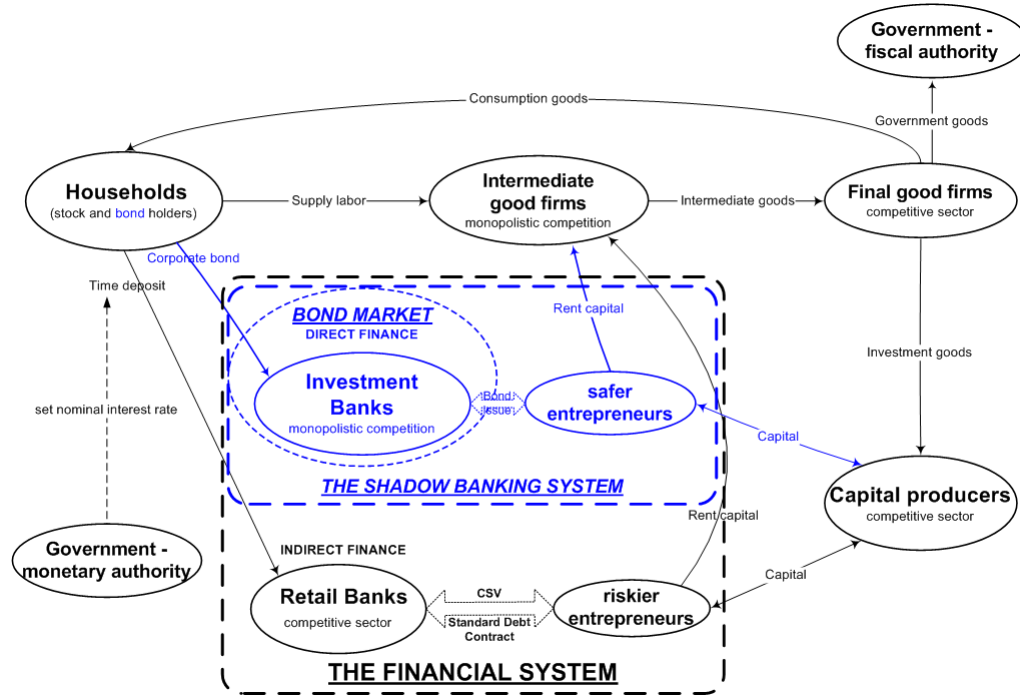 Government -
fiscal authority
Consumption goods
Government goods
Households
(stock and bond holders)
Supply labor
Intermediate
good firms
monopolistic competition
Intermediate goods
Final good firms
competitive sector
Corporate bond
Time deposit
BOND MARKET
DIRECT FINANCE
Rent capital
Investment goods
Investment
Banks
monopolistic competition
Bond
issue
safer
entrepreneurs
set nominal interest rate
Capital
THE SHADOW BANKING SYSTEM
Capital producers
competitive sector
Rent capital
Government -
monetary authority
INDIRECT FINANCE
Capital
Retail Banks
competitive sector
CSV
Standard Debt
Contract
riskier
entrepreneurs
THE FINANCIAL SYSTEM